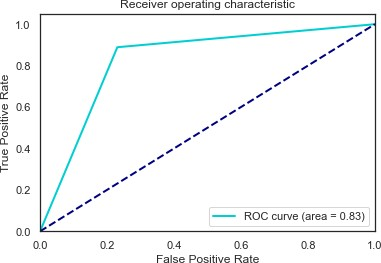 Receiver operating characteristic
True Positive Rate
1.0
0.8
0.6
0.4
0.2
0.0
ROC curve (area = 0.83)
0.0 0.2 0.4 0.6 0.8 1.0
False Positive Rate